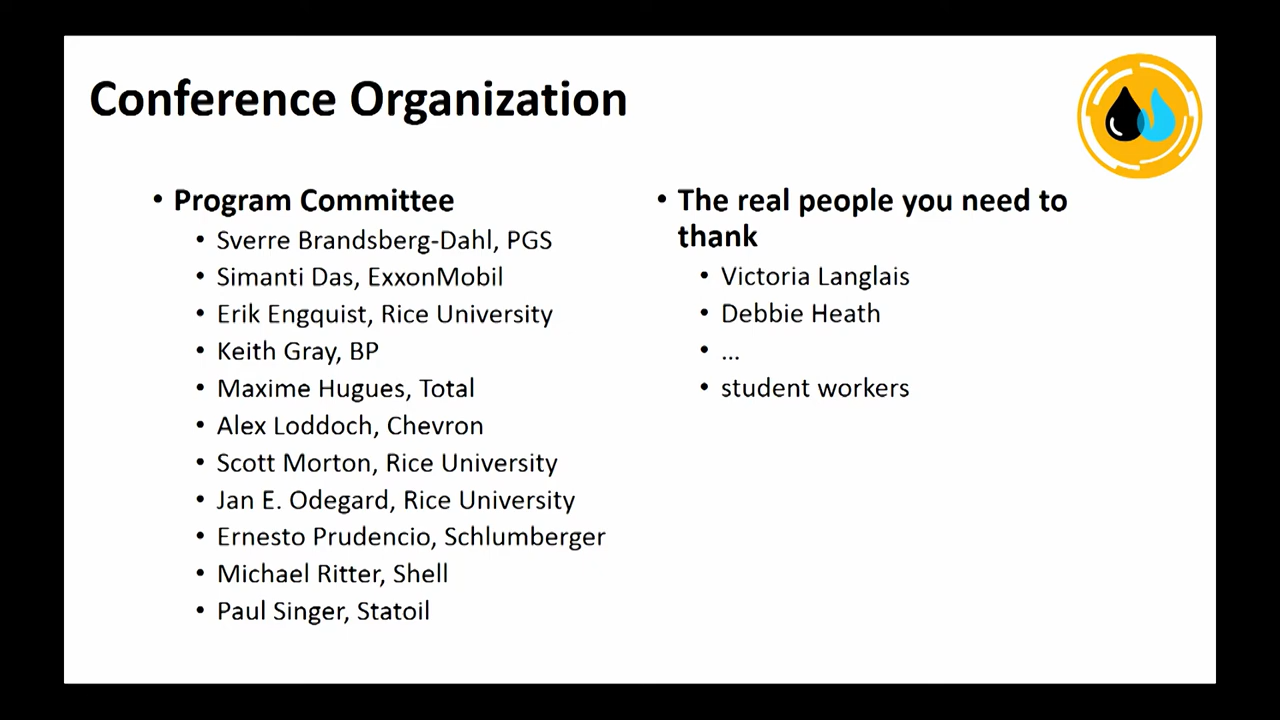 Conference Organization
• Program Committee
• Sverre Brandsberg-Dahl, PGS
• Simanti Das, ExxonMobil
• Erik Engquist, Rice University
• Keith Gray, BP
• Maxime Hugues, Total
• Alex Loddoch, Chevron
• Scott Morton, Rice University
• Jan E. Odegard, Rice University
• Ernesto Prudencio, Schlumberger
• Michael Ritter, Shell
• Paul Singer, Statoil
• The real people you need to
thank
• Victoria Langlais
• Debbie Heath
• ...
• student workers